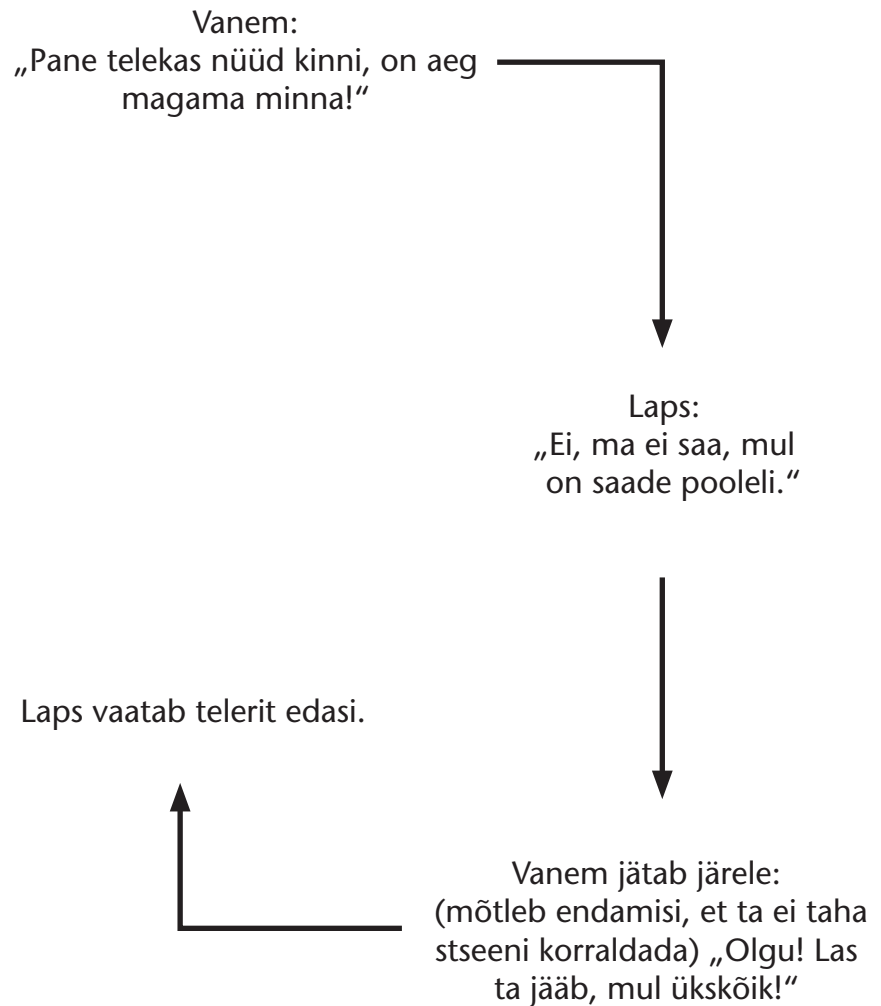 Vanem:
„Pane telekas nüüd kinni, on aeg
magama minna!“
Laps:
„Ei, ma ei saa, mul
on saade pooleli.“
Vanem jätab järele:
(mõtleb endamisi, et ta ei taha
stseeni korraldada) „Olgu! Las
ta jääb, mul ükskõik!“
Laps vaatab telerit edasi.